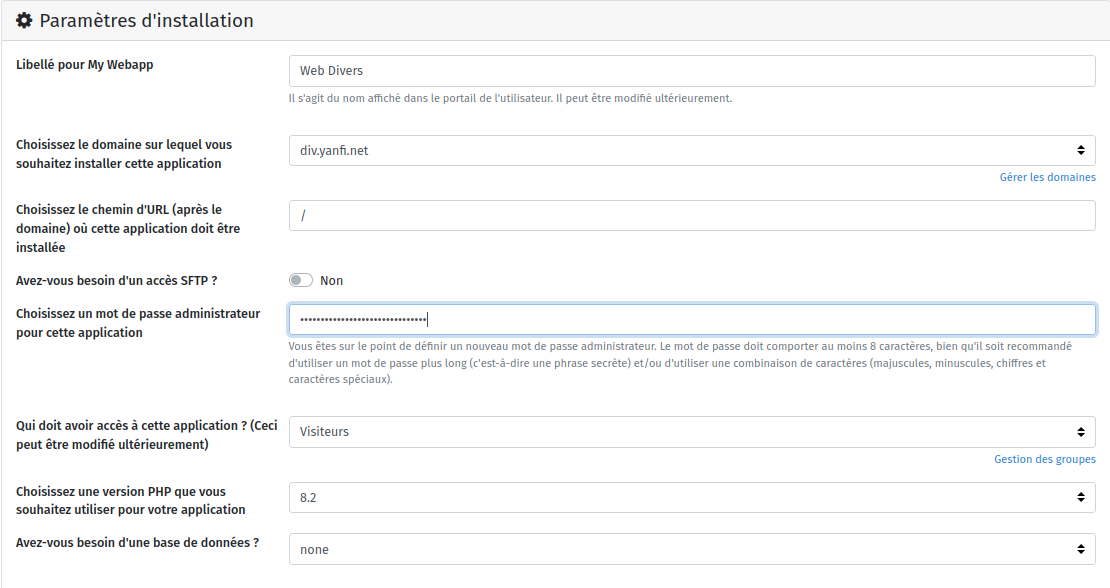 Paramètres d'installation
Libellé pour My Webapp
Web Divers
Il s'agit du nom affiché dans le portail de l'utilisateur. Il peut être modifié ultérieurement.
Choisissez le domaine sur lequel vous
souhaitez installer cette application
div.yanfi.net
Gérer les domaines
Choisissez le chemin d'URL (après le
domaine) où cette application doit être
installée
/
Avez-vous besoin d'un accès SFTP ?
Non
Choisissez un mot de passe administrateur
pour cette application
•••••••••••••••••••••••••••••••
Vous êtes sur le point de définir un nouveau mot de passe administrateur. Le mot de passe doit comporter au moins 8 caractères, bien qu'il soit recommandé
d'utiliser un mot de passe plus long (c'est-à-dire une phrase secrète) et/ou d'utiliser une combinaison de caractères (majuscules, minuscules, chiffres et
caractères spéciaux).
Qui doit avoir accès à cette application ? (Ceci
peut être modifié ultérieurement)
Visiteurs
Gestion des groupes
Choisissez une version PHP que vous
souhaitez utiliser pour votre application
8.2
Avez-vous besoin d'une base de données ?
none